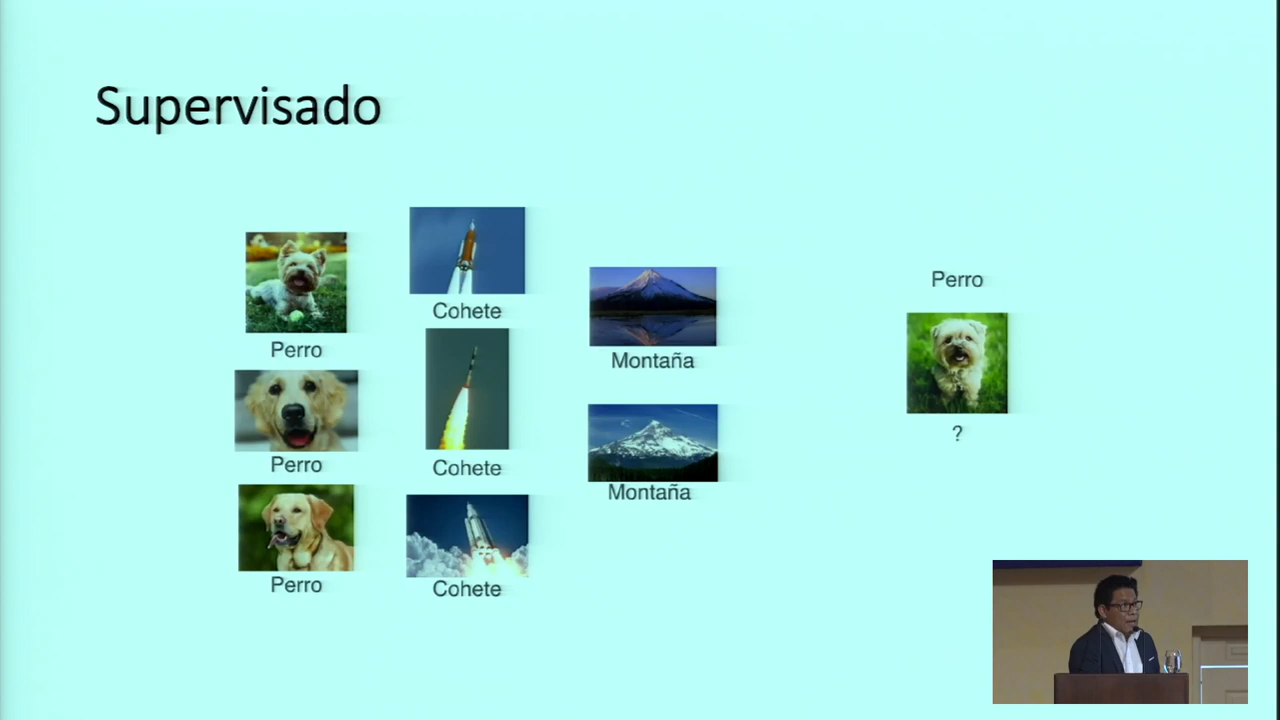 Supervisado
Perro
Perro
Perro
Cohete
Cohete
Cohete
Montaña
Montaña
Perro
?